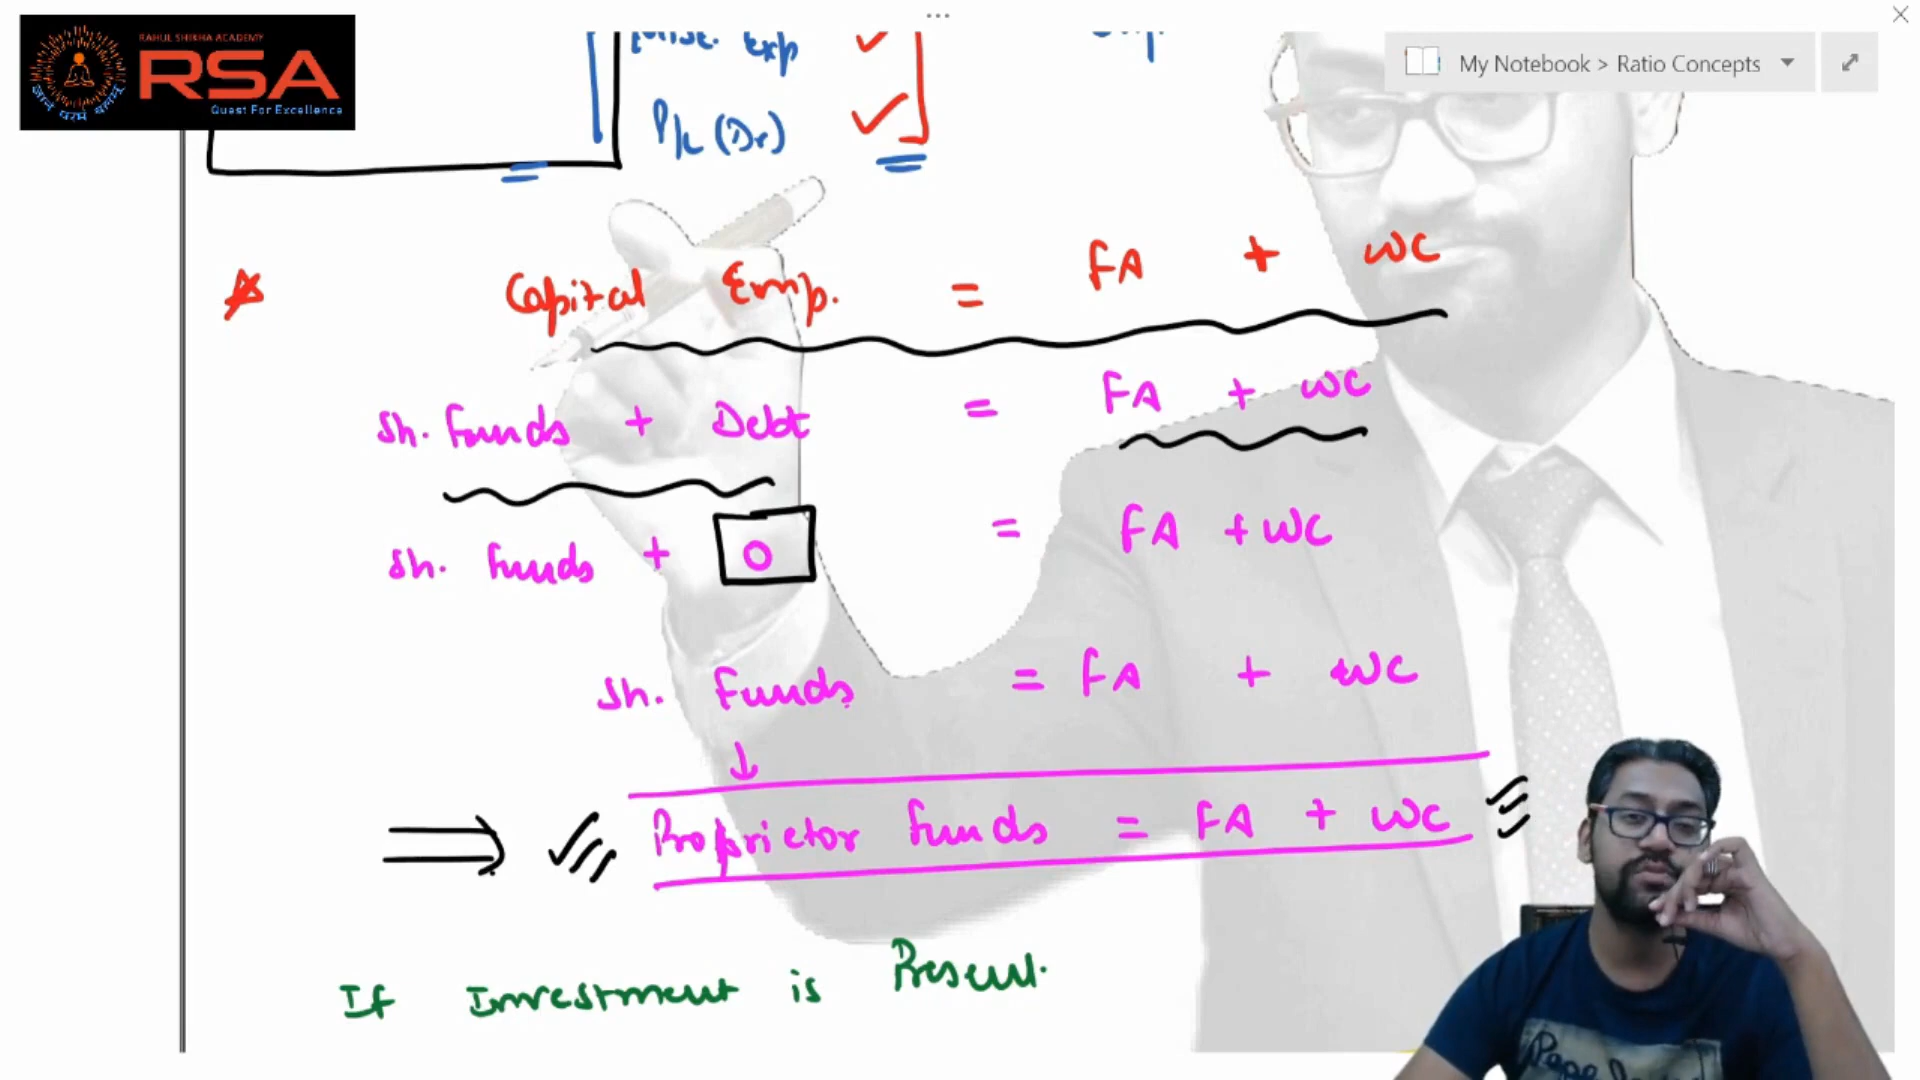 RAHUL SHIKHA ACADEMY
RSA
Quest For Excellence
My Notebook > Ratio Concepts
Exp
P/L (Dr)
Capital Emp. = FA + WC
Sh. Funds + Debt = FA + WC
Sh. Funds + 0 = FA + WC
Sh. Funds = FA + WC
Proprietor Funds = FA + WC
If Investment is Present.